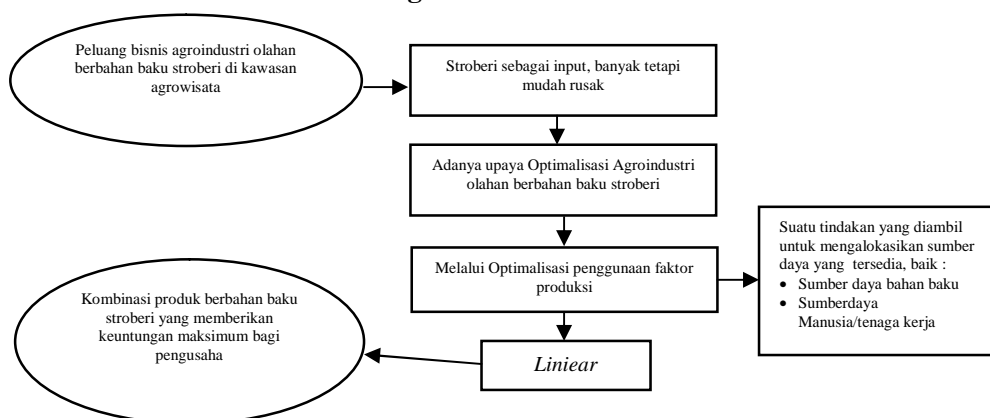 Peluang bisnis agroindustri olahan
berbahan baku stroberi di kawasan
agrowisata
Stroberi sebagai input, banyak tetapi
mudah rusak
Adanya upaya Optimalisasi Agroindustri
olahan berbahan baku stroberi
Melalui Optimalisasi penggunaan faktor
produksi
Suatu tindakan yang diambil
untuk mengalokasikan sumber
daya yang tersedia, baik :
• Sumber daya bahan baku
• Sumberdaya
Manusia/tenaga kerja
Liniear
Kombinasi produk berbahan baku
stroberi yang memberikan
keuntungan maksimum bagi
pengusaha